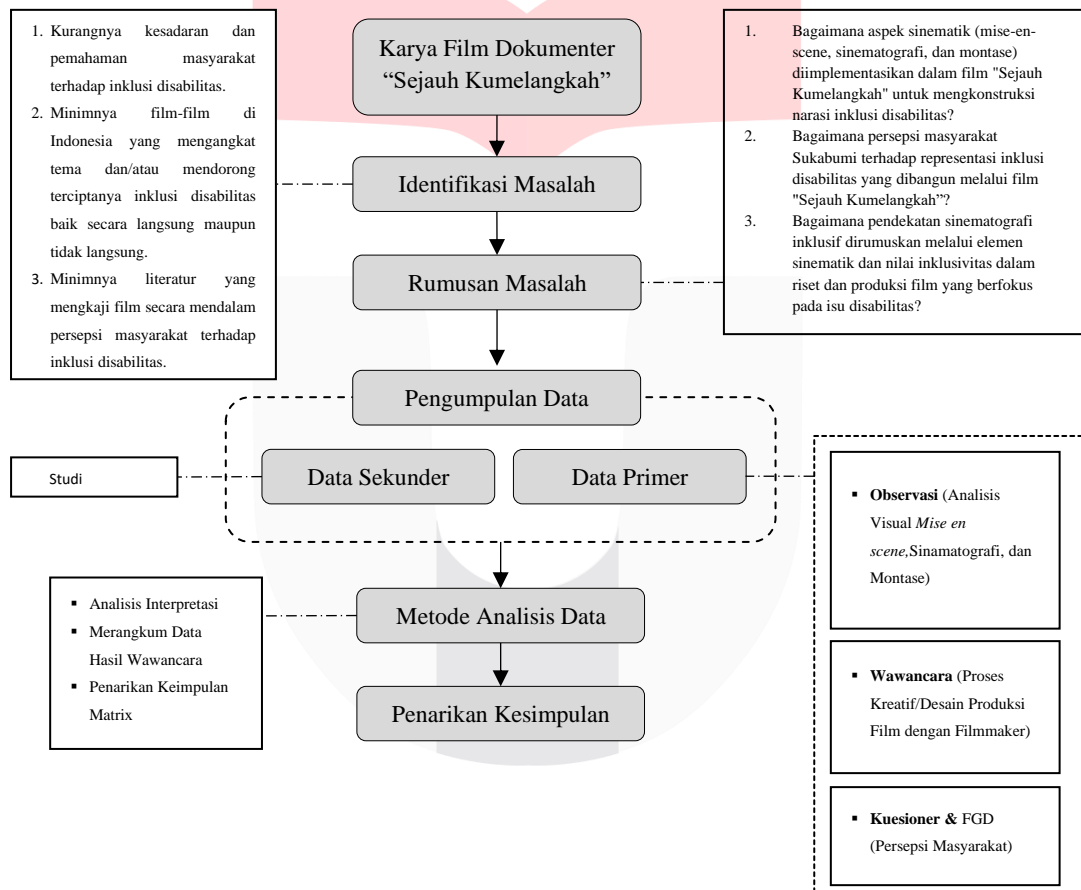 Karya Film Dokumenter
“Sejauh Kumelangkah”
1. Kurangnya kesadaran dan
pemahaman masyarakat
terhadap inklusi disabilitas.
2. Minimnya film-film di
Indonesia yang mengangkat
tema dan/atau mendorong
terciptanya inklusi disabilitas
baik secara langsung maupun
tidak langsung.
3. Minimnya literatur yang
mengkaji film secara mendalam
persepsi masyarakat terhadap
inklusi disabilitas.
Identifikasi Masalah
1. Bagaimana aspek sinematik (mise-en-
scene, sinematografi, dan montase)
diimplementasikan dalam film "Sejauh
Kumelangkah" untuk mengkonstruksi
narasi inklusi disabilitas?
2. Bagaimana persepsi masyarakat
Sukabumi terhadap representasi inklusi
disabilitas yang dibangun melalui film
"Sejauh Kumelangkah”?
3. Bagaimana pendekatan sinematografi
inklusif dirumuskan melalui elemen
sinematik dan nilai inklusivitas dalam
riset dan produksi film yang berfokus
pada isu disabilitas?
Rumusan Masalah
Pengumpulan Data
Studi
Data Sekunder
Data Primer
▪ Observasi (Analisis
Visual Mise en
scene,Sinamatografi, dan
Montase)
▪ Wawancara (Proses
Kreatif/Desain Produksi
Film dengan Filmmaker)
▪ Kuesioner & FGD
(Persepsi Masyarakat)
▪ Analisis Interpretasi
▪ Merangkum Data
Hasil Wawancara
▪ Penarikan Keimpulan
Matrix
Metode Analisis Data
Penarikan Kesimpulan